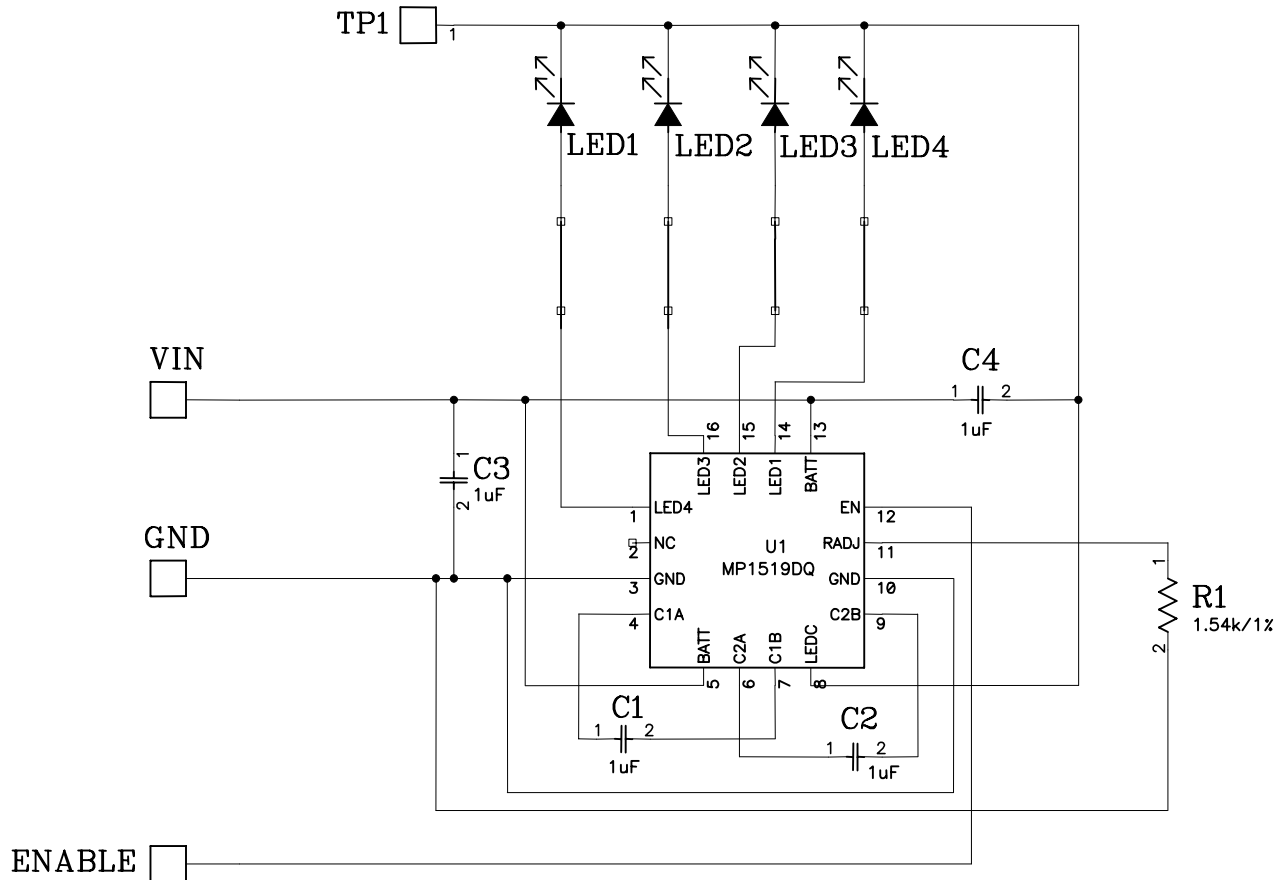 TP1
1
LED1
LED2
LED3
LED4
VIN
C4
1
2
1uF
16
15
14
13
LED3
LED2
LED1
BATT
1
C3
1uF
2
GND
1
LED4
2
NC
3
GND
4
C1A
U1
MP1519DQ
EN
12
RADJ
11
GND
10
C2B
9
1
R1
1.54k/1%
2
BATT
C2A
C1B
LEDC
5
6
7
8
C1
1
2
1uF
C2
1
2
1uF
ENABLE